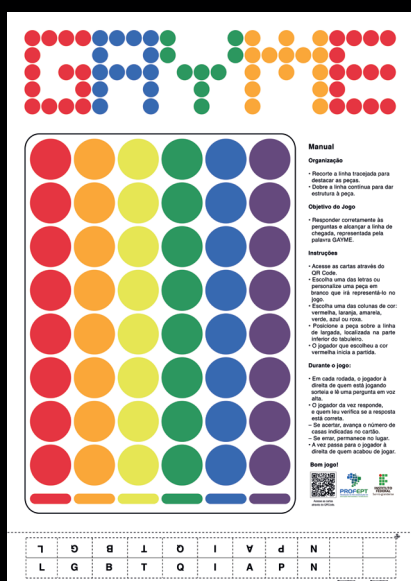 GAYME
Manual
Organização
• Recorte a linha tracejada para
destacar as peças.
• Dobre a linha contínua para dar
estrutura à peça.
Objetivo do Jogo
• Responder corretamente às
perguntas e alcançar a linha de
chegada, representada pela
palavra GAYME.
Instruções
• Acesse as cartas através do
QR Code.
• Escolha uma das letras ou
personalize uma peça em
branco que irá representá-lo no
jogo.
• Escolha uma das colunas de cor:
vermelha, laranja, amarela,
verde, azul ou roxa.
• Posicione a peça sobre a linha
de largada, localizada na parte
inferior do tabuleiro.
• O jogador que escolheu a cor
vermelha inicia a partida.
Durante o jogo:
• Em cada rodada, o jogador à
direita de quem está jogando
sorteia e lê uma pergunta em voz
alta.
• O jogador da vez responde,
e quem leu verifica se a resposta
está correta.
– Se acertar, avança o número de
casas indicadas no cartão.
– Se errar, permanece no lugar.
• A vez passa para o jogador à
direita de quem acabou de jogar.
Bom jogo!
PROFEPT
INSTITUTO
FEDERAL
L G B T Q I A P N
L G B T Q I A P N